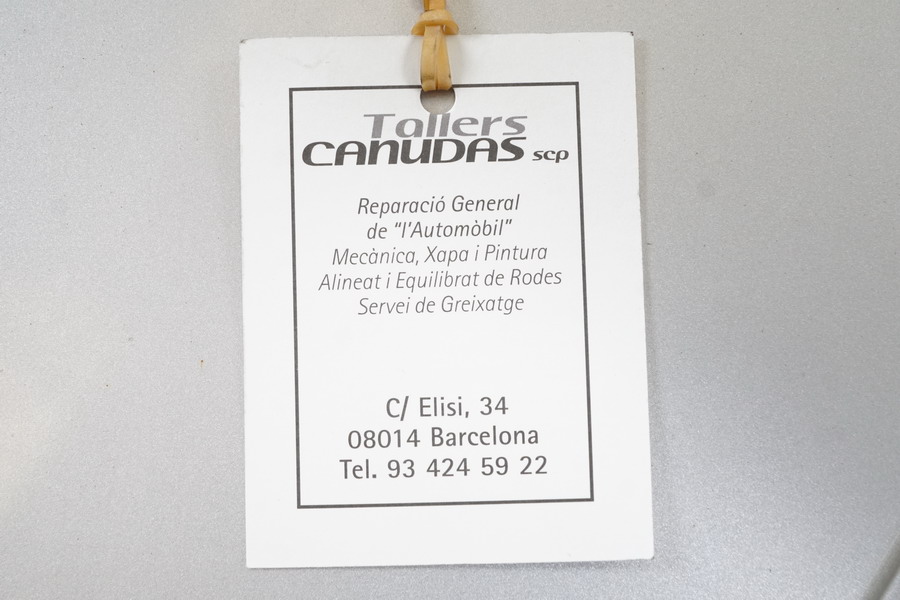 Tallers
CANUDAS scp
Reparació General
de “l'Automòbil”
Mecànica, Xapa i Pintura
Alineat i Equilibrat de Rodes
Servei de Greixatge
C/ Elisi, 34
08014 Barcelona
Tel. 93 424 59 22